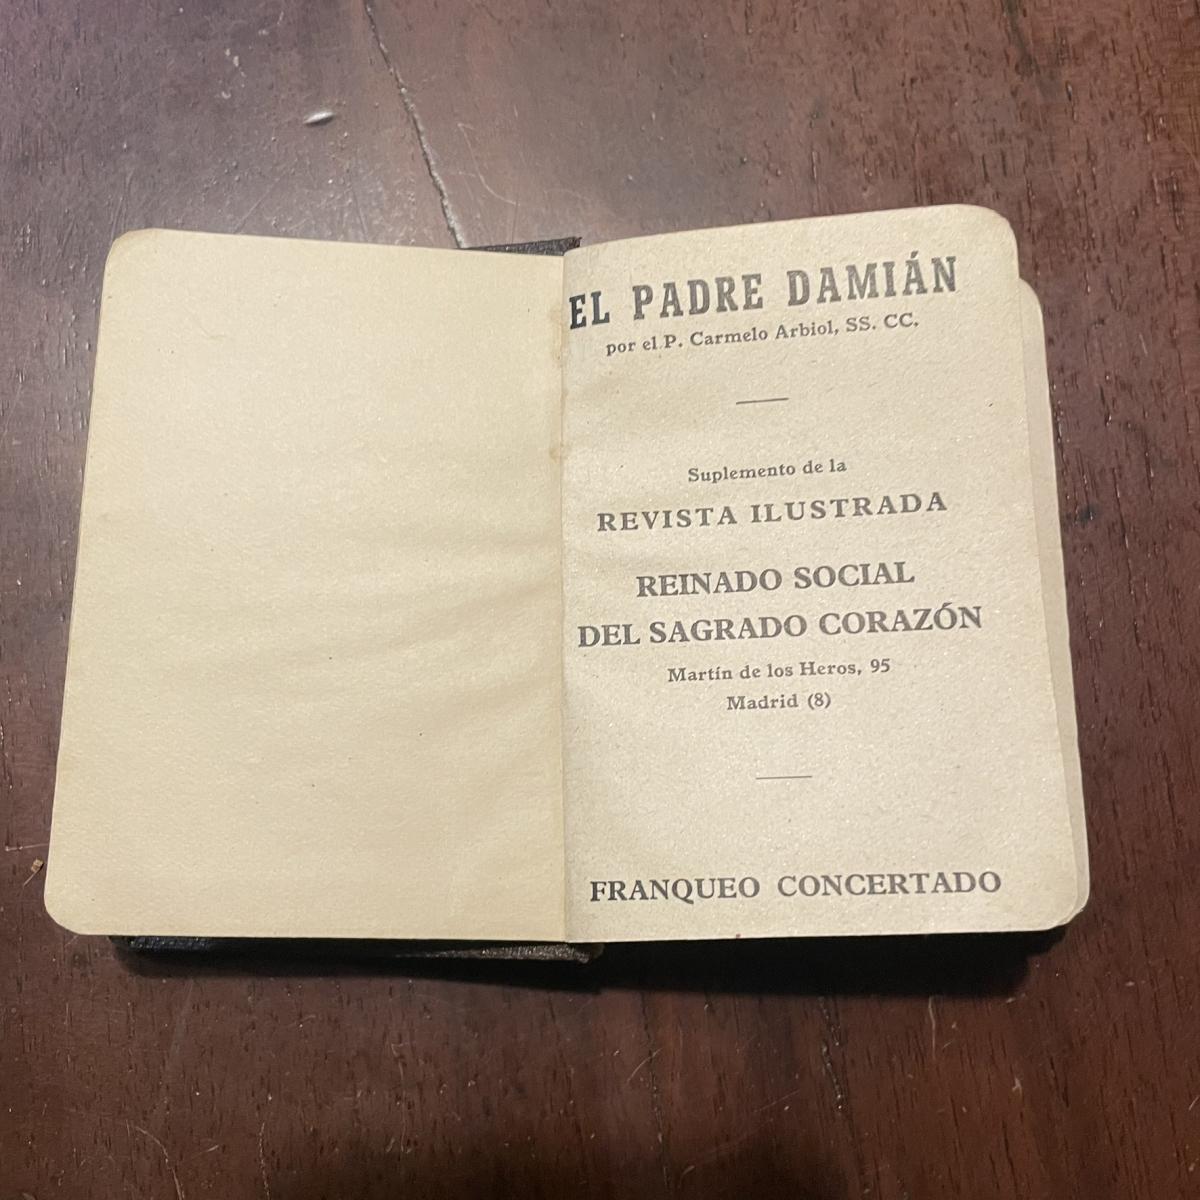 EL PADRE DAMIÁN
por el P. Carmelo Arbiol, SS. CC.
Suplemento de la
REVISTA ILUSTRADA
REINADO SOCIAL
DEL SAGRADO CORAZÓN
Martín de los Heros, 95
Madrid (8)
FRANQUEO CONCERTADO